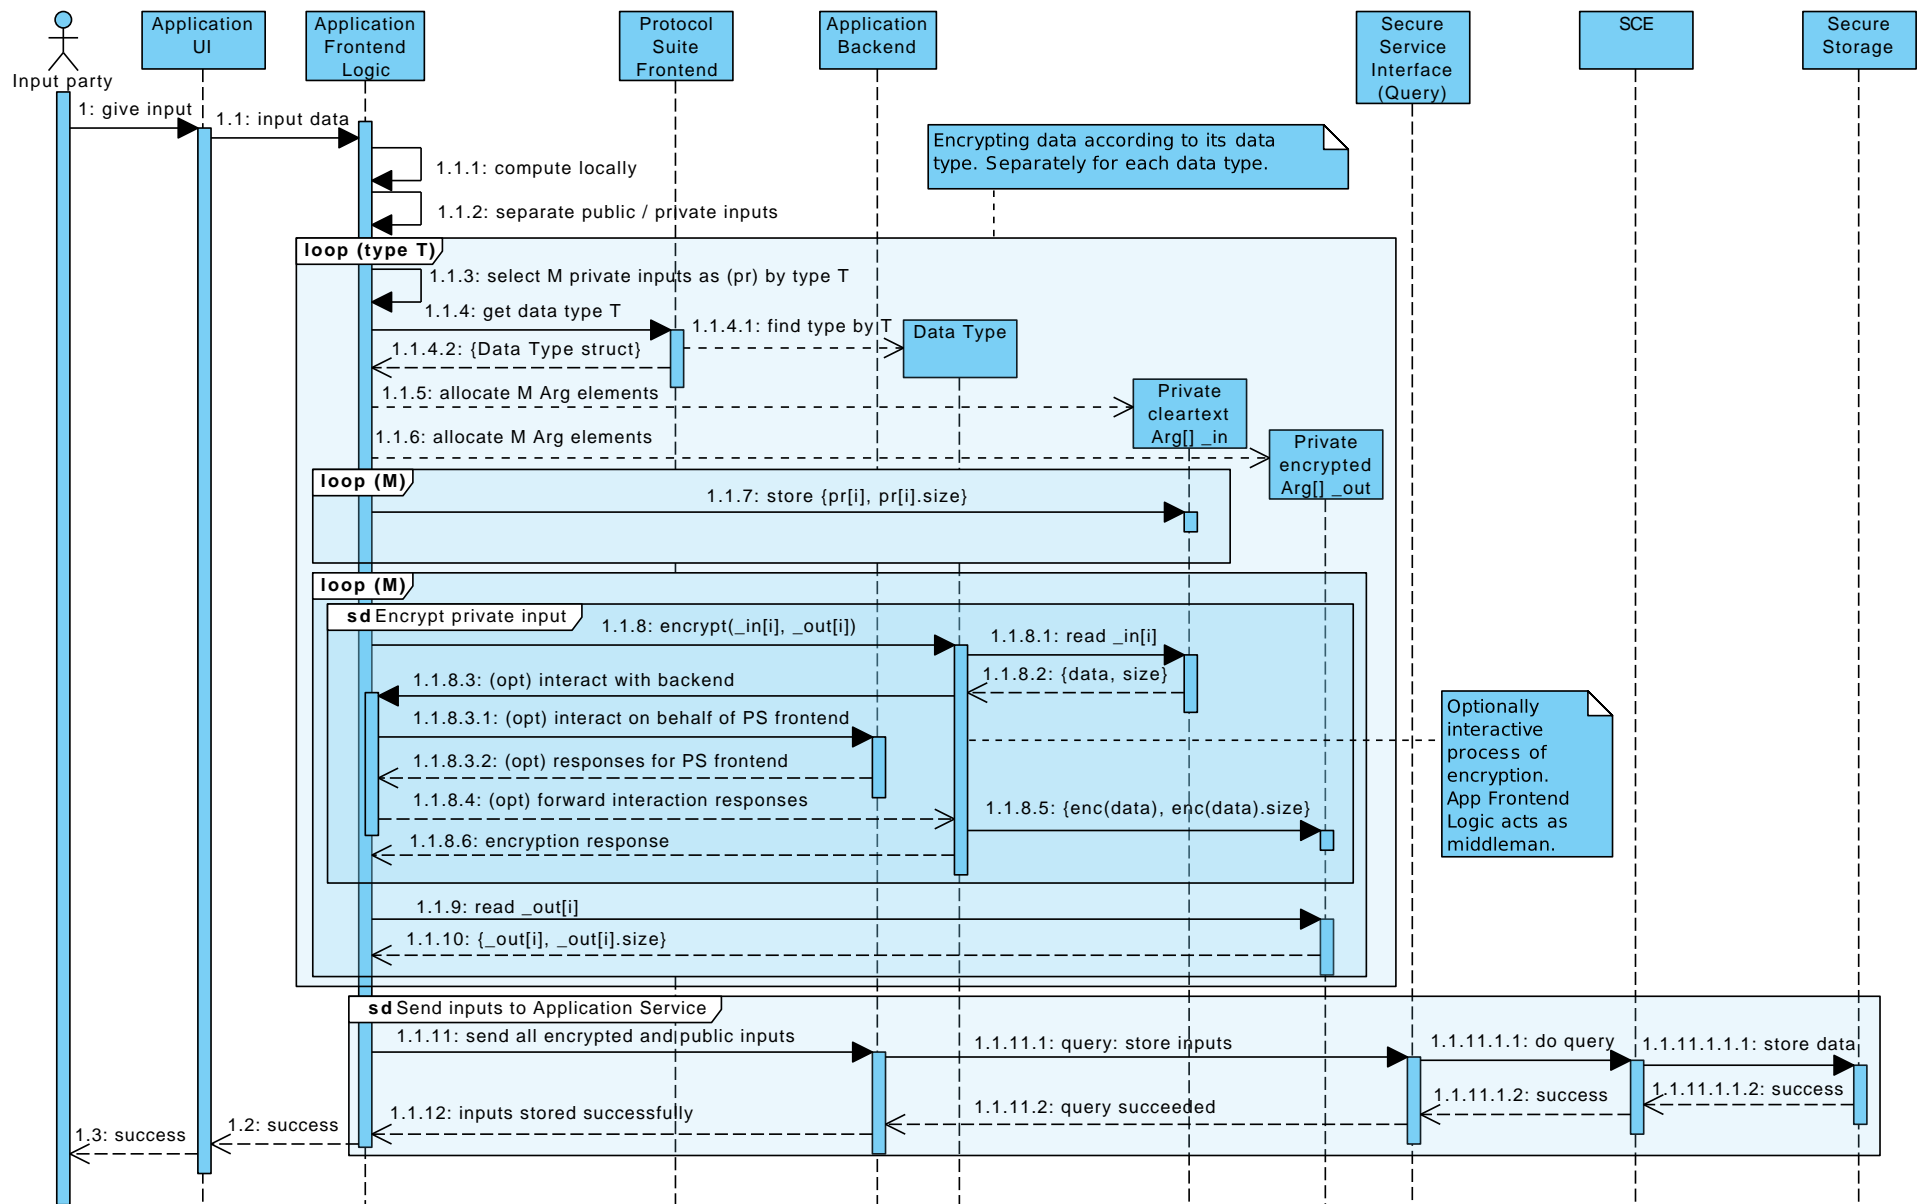 Input party
Application
UI
Application
Frontend
Logic
Protocol
Suite
Frontend
Application
Backend
Secure
Service
Interface
(Query)
SCE
Secure
Storage
1: give input
1.1: input data
Encrypting data according to its data
type. Separately for each data type.
1.1.1: compute locally
1.1.2: separate public / private inputs
loop (type T)
1.1.3: select M private inputs as (pr) by type T
1.1.4: get data type T
1.1.4.1: find type by T
Data Type
1.1.4.2: {Data Type struct}
1.1.5: allocate M Arg elements
Private
cleartext
Arg[] _in
1.1.6: allocate M Arg elements
Private
encrypted
Arg[] _out
loop (M)
1.1.7: store {pr[i], pr[i].size}
loop (M)
sd Encrypt private input
1.1.8: encrypt(_in[i], _out[i])
1.1.8.1: read _in[i]
1.1.8.2: {data, size}
1.1.8.3: (opt) interact with backend
1.1.8.3.1: (opt) interact on behalf of PS frontend
1.1.8.3.2: (opt) responses for PS frontend
1.1.8.4: (opt) forward interaction responses
1.1.8.5: {enc(data), enc(data).size}
1.1.8.6: encryption response
Optionally
interactive
process of
encryption.
App Frontend
Logic acts as
middleman.
1.1.9: read _out[i]
1.1.10: {_out[i], _out[i].size}
sd Send inputs to Application Service
1.1.11: send all encrypted and public inputs
1.1.11.1: query: store inputs
1.1.11.1.1: do query
1.1.11.1.1.1: store data
1.1.11.1.1.2: success
1.1.11.1.2: success
1.1.11.2: query succeeded
1.1.12: inputs stored successfully
1.2: success
1.3: success